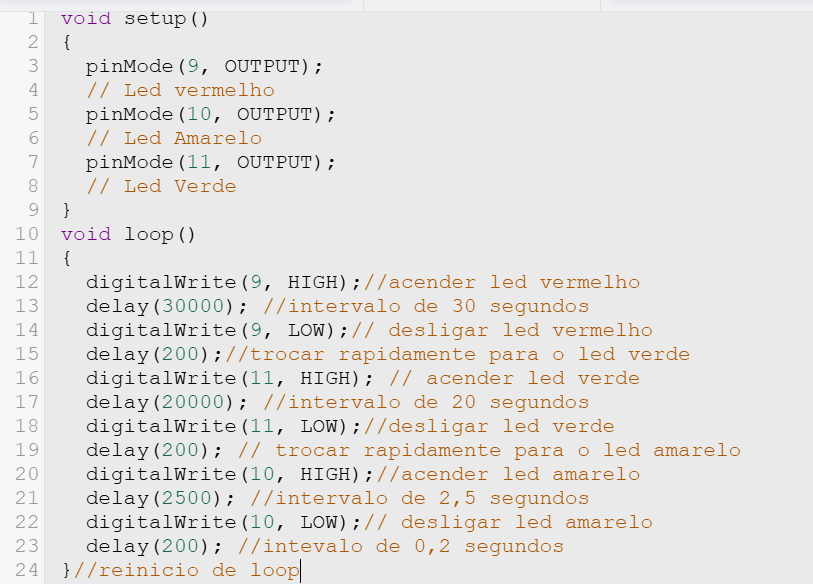 1 void setup()
2 {
3 pinMode(9, OUTPUT);
4 // Led vermelho
5 pinMode(10, OUTPUT);
6 // Led Amarelo
7 pinMode(11, OUTPUT);
8 // Led Verde
9 }
10 void loop()
11 {
12 digitalWrite(9, HIGH);//acender led vermelho
13 delay(30000); //intervalo de 30 segundos
14 digitalWrite(9, LOW);// desligar led vermelho
15 delay(200);//trocar rapidamente para o led verde
16 digitalWrite(11, HIGH); // acender led verde
17 delay(20000); //intervalo de 20 segundos
18 digitalWrite(11, LOW);//desligar led verde
19 delay(200); // trocar rapidamente para o led amarelo
20 digitalWrite(10, HIGH);//acender led amarelo
21 delay(2500); //intervalo de 2,5 segundos
22 digitalWrite(10, LOW);// desligar led amarelo
23 delay(200); //intevalo de 0,2 segundos
24 }//reinicio de loop